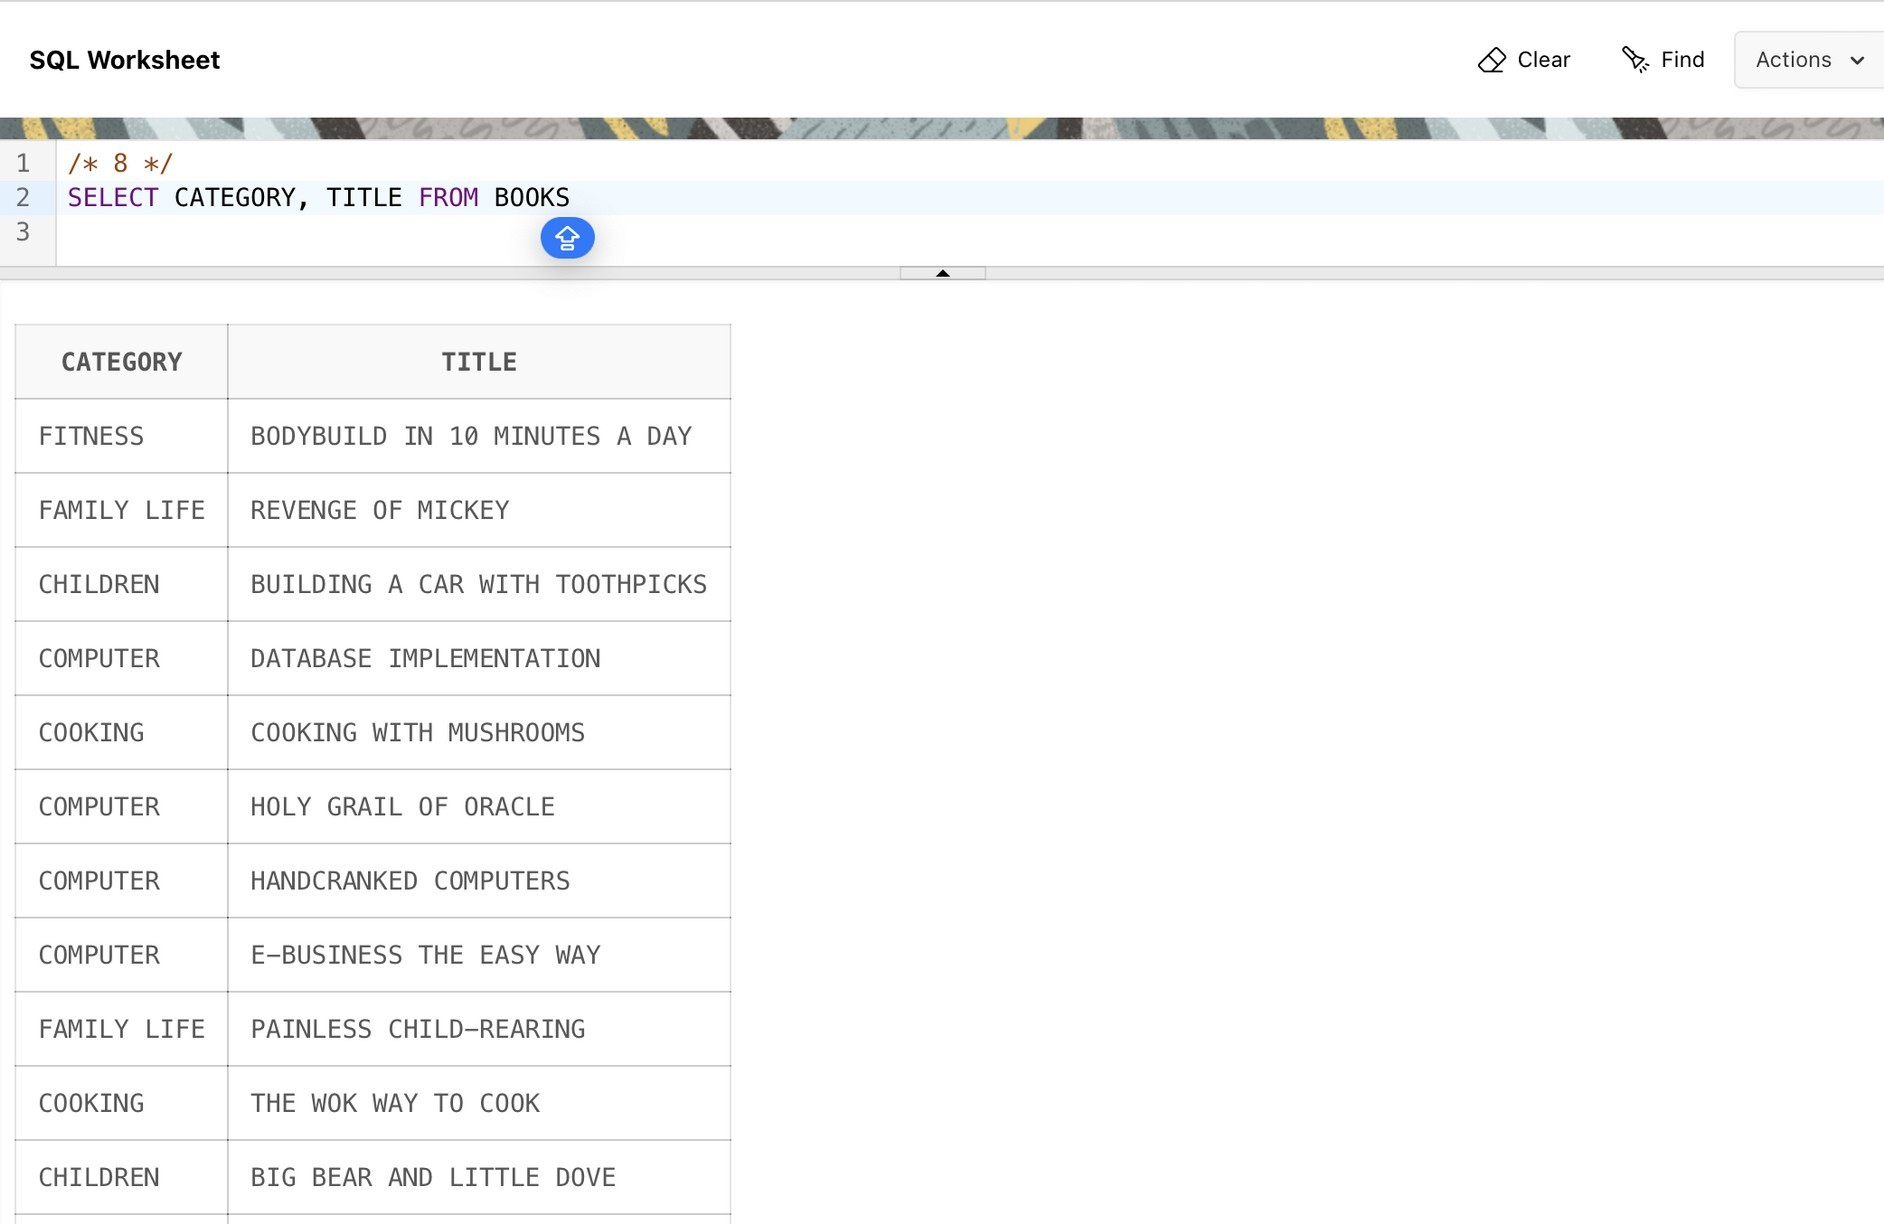 SQL Worksheet Clear Find Actions
1 /* 8 */
2 SELECT CATEGORY, TITLE FROM BOOKS
3
CATEGORY TITLE
FITNESS BODYBUILD IN 10 MINUTES A DAY
FAMILY LIFE REVENGE OF MICKEY
CHILDREN BUILDING A CAR WITH TOOTHPICKS
COMPUTER DATABASE IMPLEMENTATION
COOKING COOKING WITH MUSHROOMS
COMPUTER HOLY GRAIL OF ORACLE
COMPUTER HANDCRANKED COMPUTERS
COMPUTER E-BUSINESS THE EASY WAY
FAMILY LIFE PAINLESS CHILD-REARING
COOKING THE WOK WAY TO COOK
CHILDREN BIG BEAR AND LITTLE DOVE